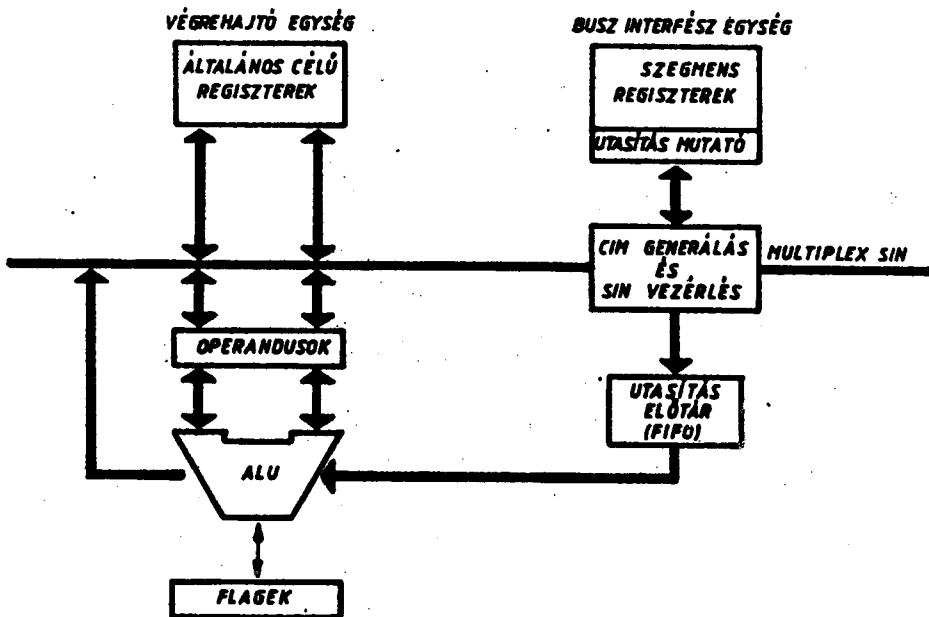 VÉGREHAJTÓ EGYSÉG
ÁLTALÁNOS CÉLÚ
REGISZTEREK
BUSZ INTERFÉSZ EGYSÉG
SZEGMENS
REGISZTEREK
UTASÍTÁS MUTATÓ
CIM GENERÁLÁS
ÉS
SIN VEZÉRLÉS
MULTIPLEX SIN
OPERANDUSOK
UTASÍTÁS
ELŐTÁR
(FIFO)
ALU
FLAGEK